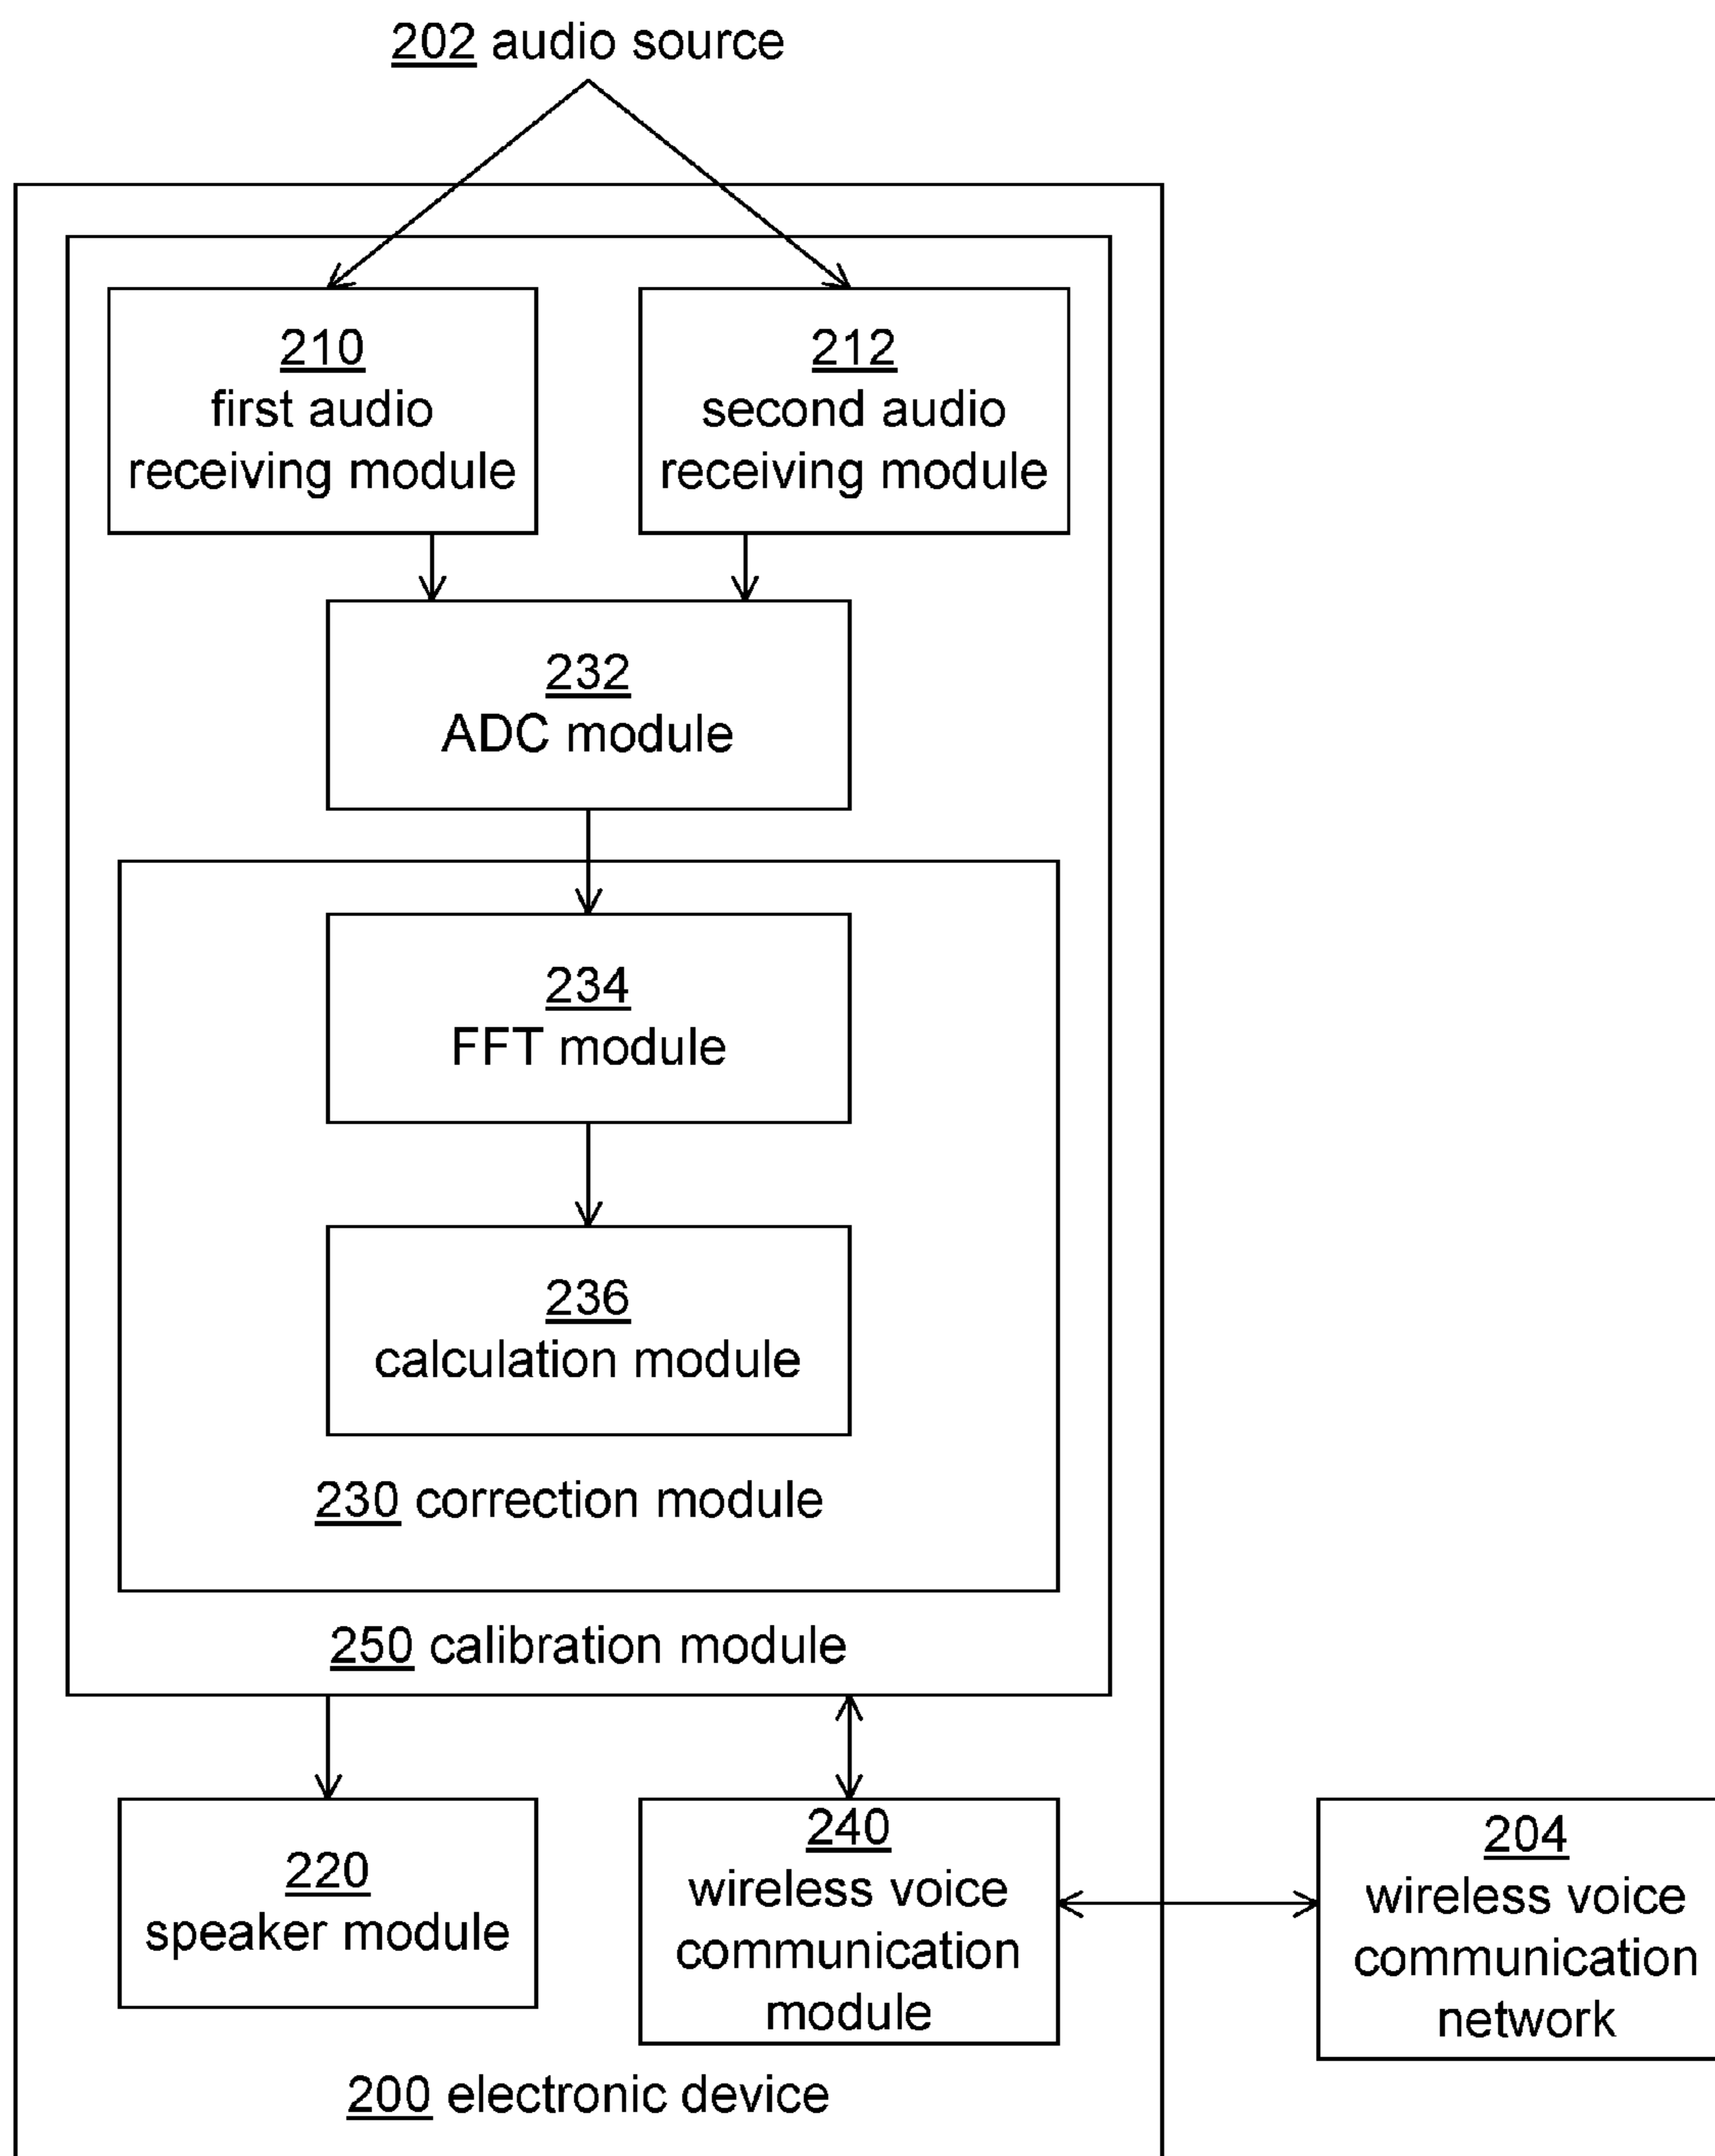 202 audio source
210
first audio
receiving module
212
second audio
receiving module
232
ADC module
234
FFT module
236
calculation module
230 correction module
250 calibration module
220
speaker module
240
wireless voice
communication
module
204
wireless voice
communication
network
200 electronic device